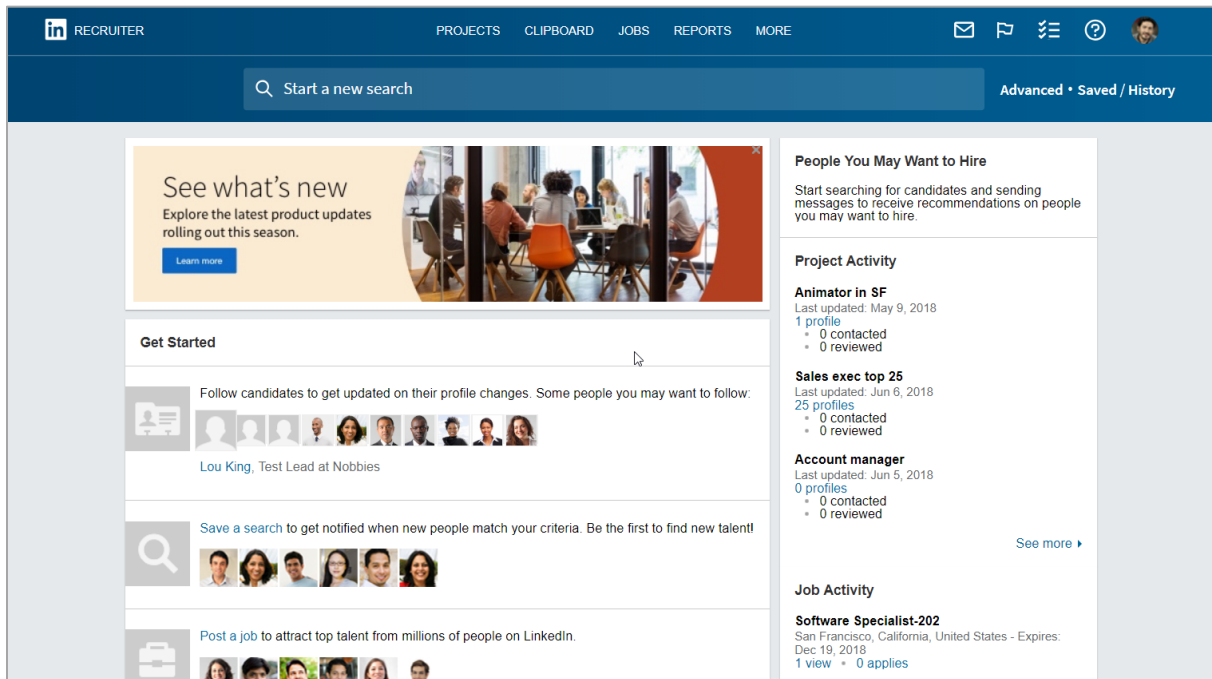 in RECRUITER
PROJECTS CLIPBOARD JOBS REPORTS MORE
Start a new search
Advanced • Saved / History
See what's new
Explore the latest product updates
rolling out this season.
Learn more
Get Started
Follow candidates to get updated on their profile changes. Some people you may want to follow:
Lou King, Test Lead at Nobbies
Save a search to get notified when new people match your criteria. Be the first to find new talent!
Post a job to attract top talent from millions of people on LinkedIn.
People You May Want to Hire
Start searching for candidates and sending
messages to receive recommendations on people
you may want to hire.
Project Activity
Animator in SF
Last updated: May 9, 2018
1 profile
• 0 contacted
• 0 reviewed
Sales exec top 25
Last updated: Jun 6, 2018
25 profiles
• 0 contacted
• 0 reviewed
Account manager
Last updated: Jun 5, 2018
0 profiles
• 0 contacted
• 0 reviewed
See more
Job Activity
Software Specialist-202
San Francisco, California, United States - Expires:
Dec 19, 2018
1 view • 0 applies